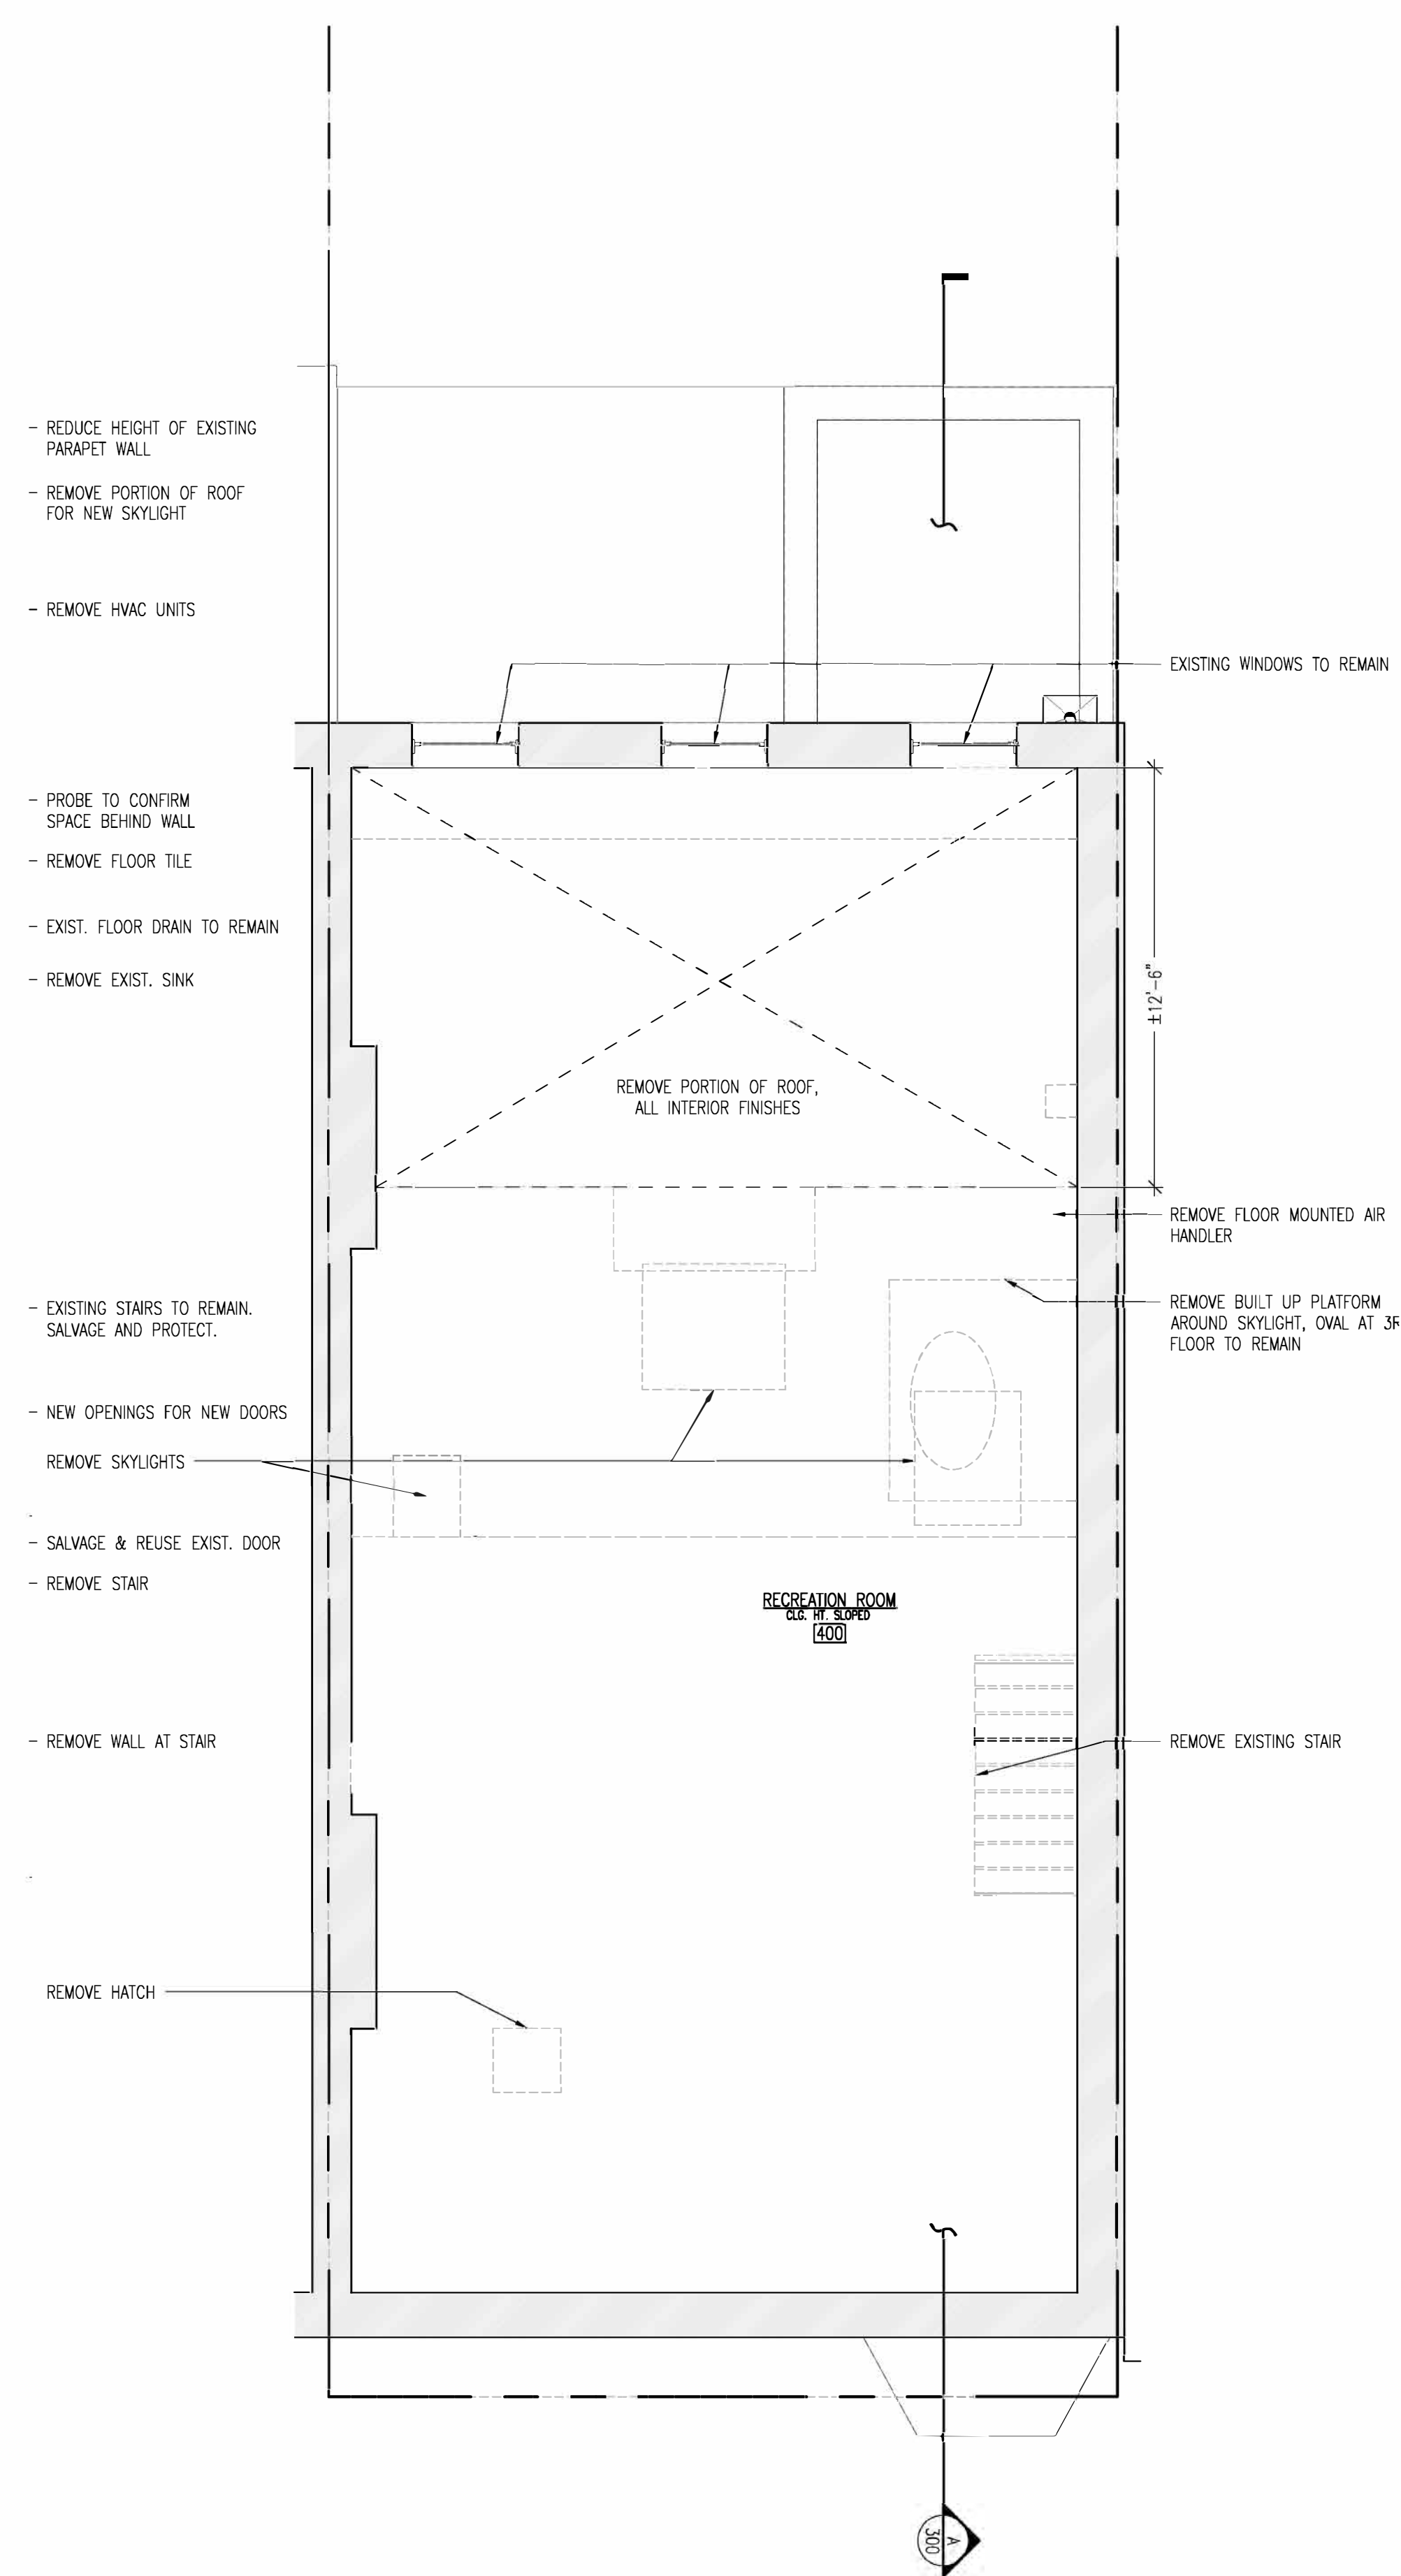 - REDUCE HEIGHT OF EXISTING
PARAPET WALL
- REMOVE PORTION OF ROOF
FOR NEW SKYLIGHT
- REMOVE HVAC UNITS
EXISTING WINDOWS TO REMAIN
- PROBE TO CONFIRM
SPACE BEHIND WALL
- REMOVE FLOOR TILE
- EXIST. FLOOR DRAIN TO REMAIN
- REMOVE EXIST. SINK
±12'-6"
REMOVE PORTION OF ROOF,
ALL INTERIOR FINISHES
REMOVE FLOOR MOUNTED AIR
HANDLER
- EXISTING STAIRS TO REMAIN.
SALVAGE AND PROTECT.
REMOVE BUILT UP PLATFORM
AROUND SKYLIGHT, OVAL AT
FLOOR TO REMAIN
- NEW OPENINGS FOR NEW DOORS
REMOVE SKYLIGHTS
- SALVAGE & REUSE EXIST. DOOR
- REMOVE STAIR
RECREATION ROOM
CLG. HT. SLOPED
400
- REMOVE WALL AT STAIR
REMOVE EXISTING STAIR
REMOVE HATCH
A
300